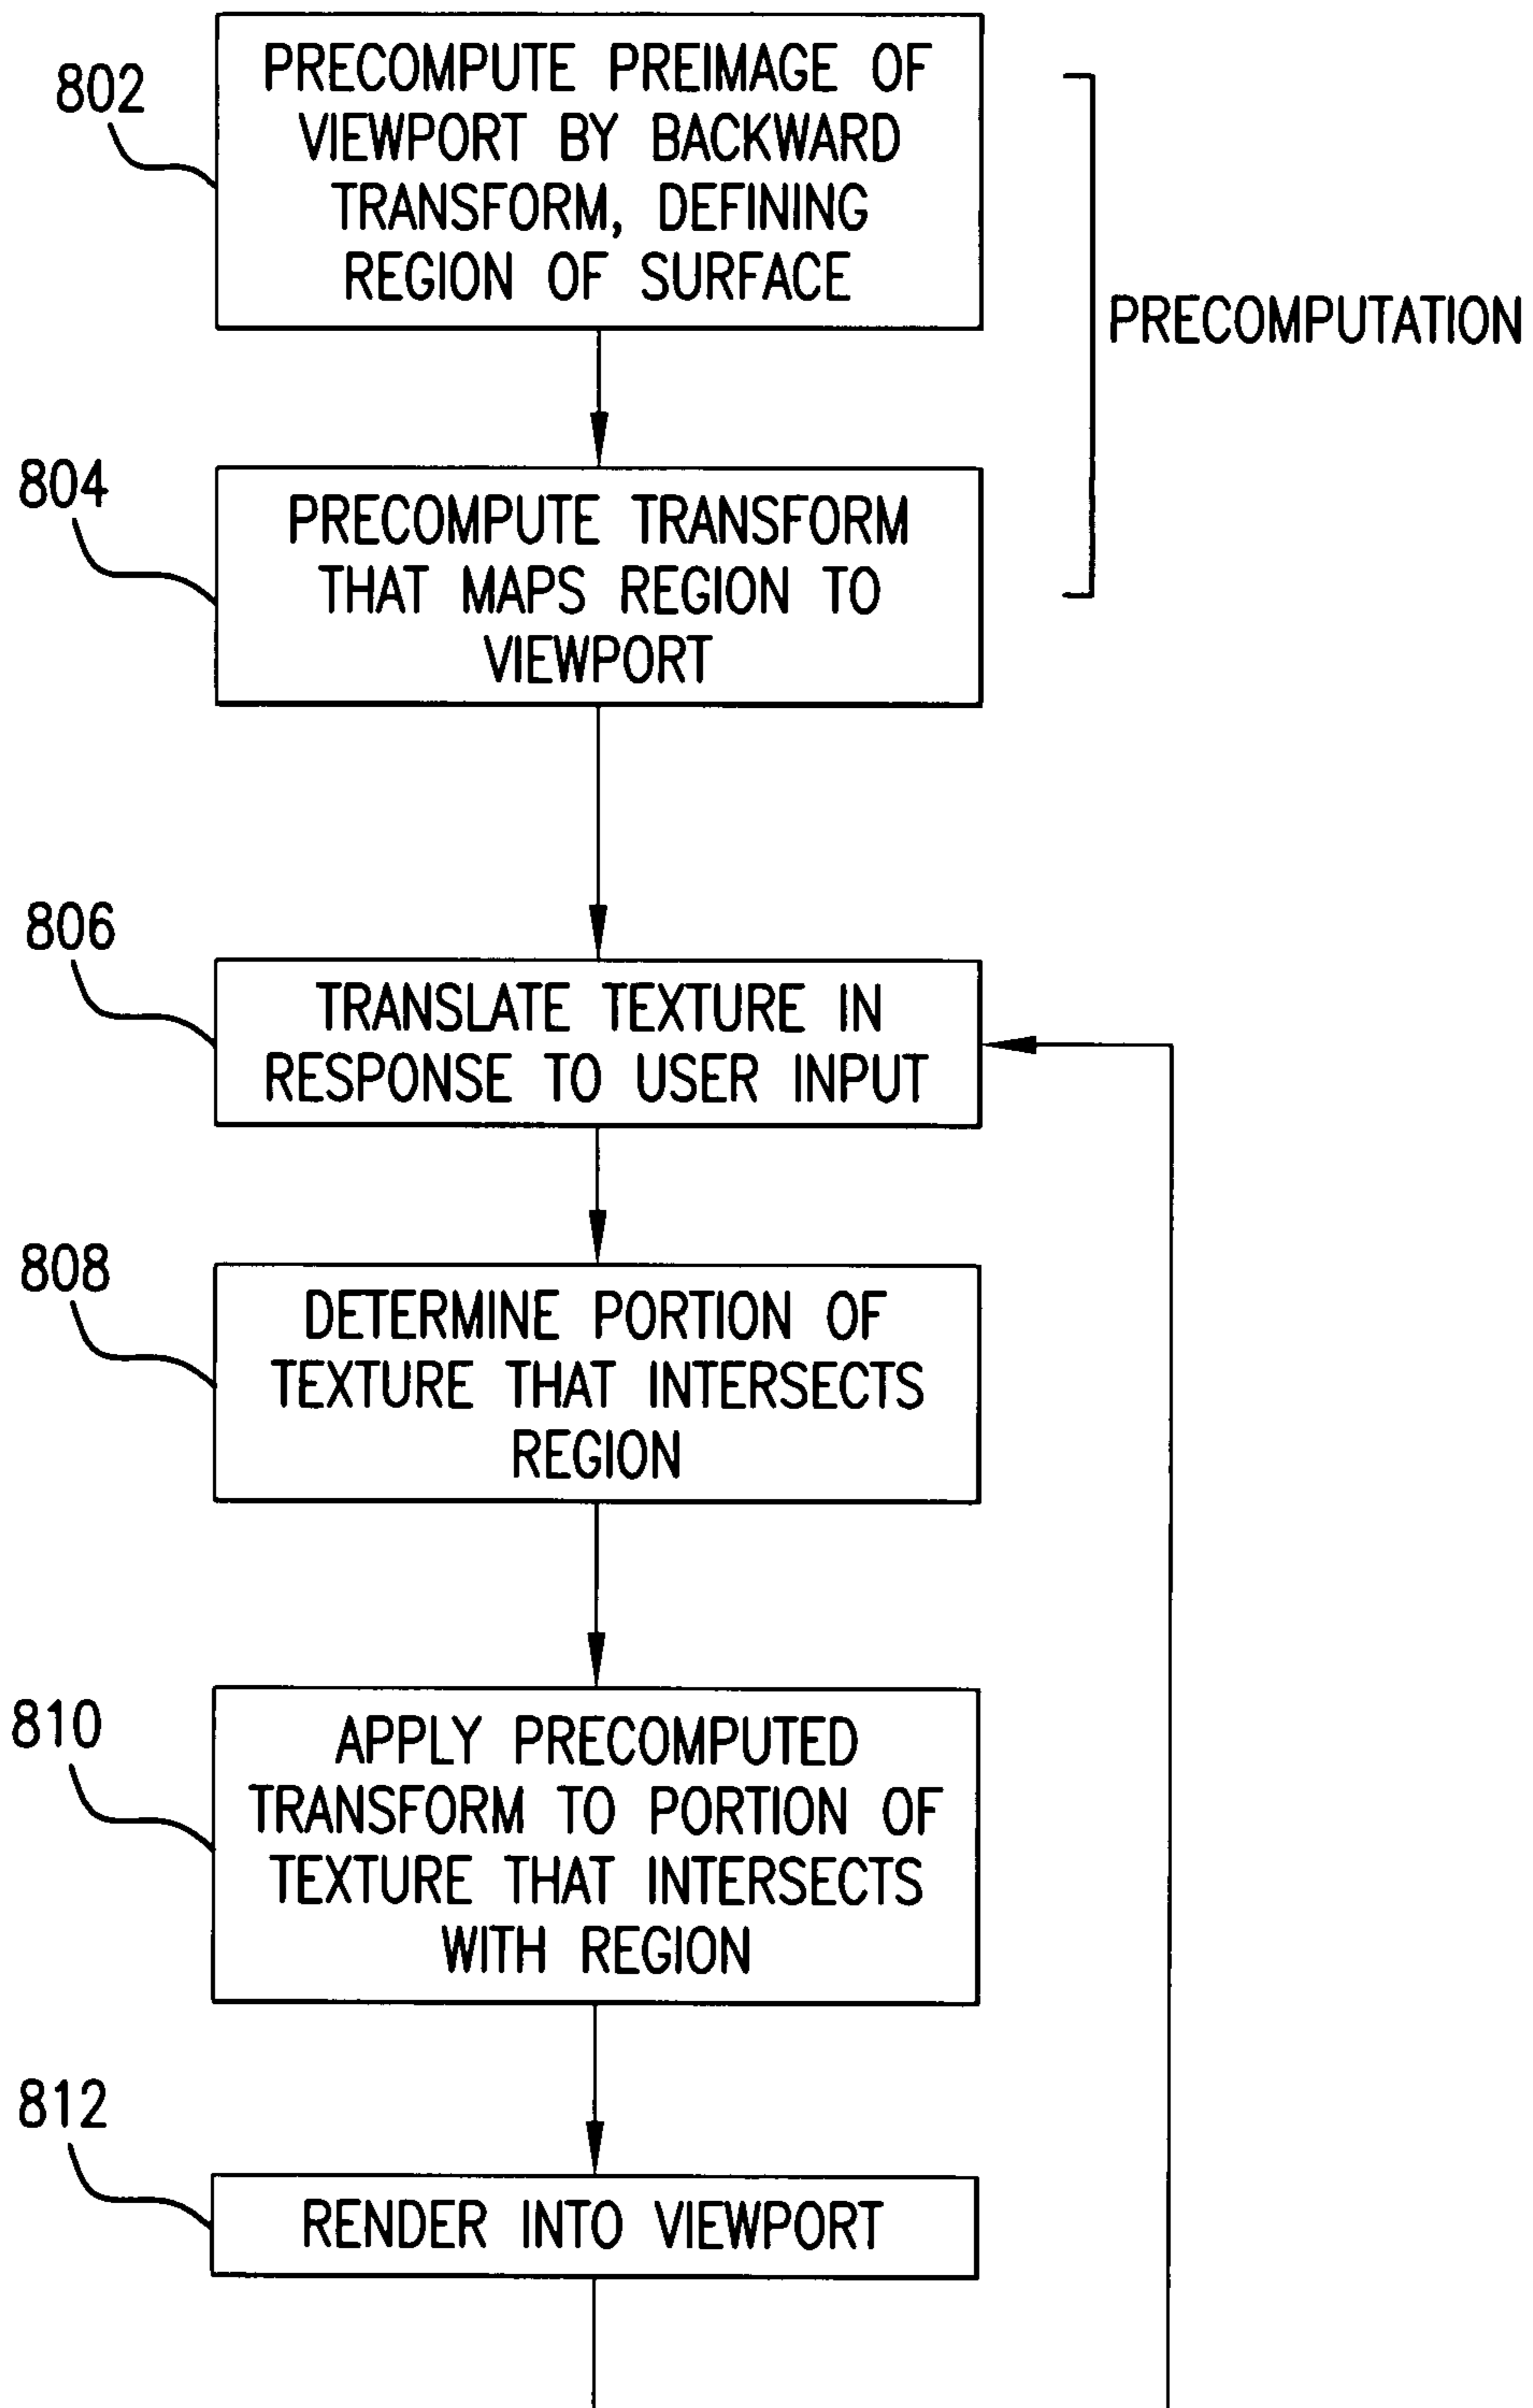 802
PRECOMPUTE PREIMAGE OF
VIEWPORT BY BACKWARD
TRANSFORM, DEFINING
REGION OF SURFACE
PRECOMPUTATION
804
PRECOMPUTE TRANSFORM
THAT MAPS REGION TO
VIEWPORT
806
TRANSLATE TEXTURE IN
RESPONSE TO USER INPUT
808
DETERMINE PORTION OF
TEXTURE THAT INTERSECTS
REGION
810
APPLY PRECOMPUTED
TRANSFORM TO PORTION OF
TEXTURE THAT INTERSECTS
WITH REGION
812
RENDER INTO VIEWPORT